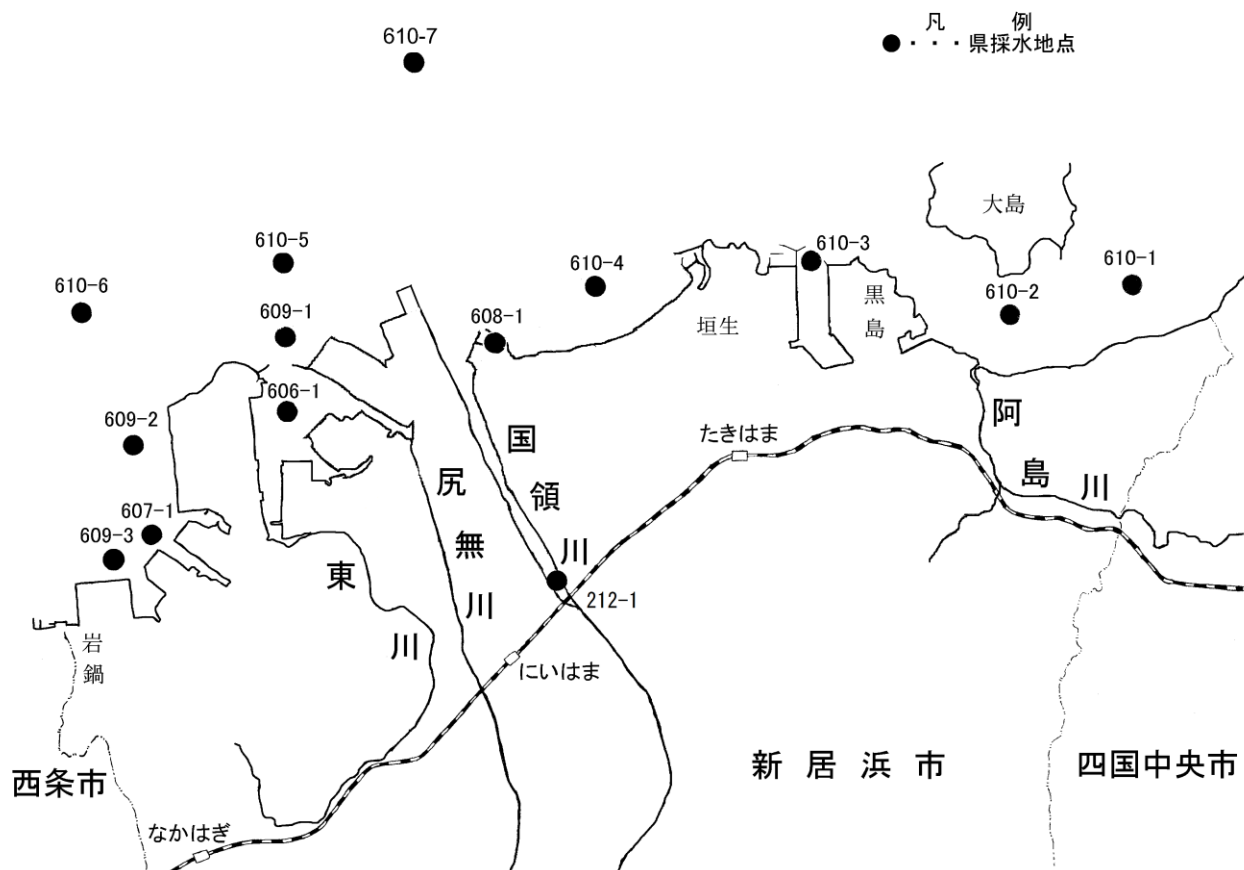 凡 例
●・・・県採水地点
610-7
大島
610-5
610-3
610-1
610-4
610-6
610-2
609-1
608-1
黒島
垣生
606-1
609-2
阿島川
国領川
たきはま
尻無川
607-1
609-3
東川
212-1
岩鍋
にいはま
新居浜市
四国中央市
西条市
なかはぎ